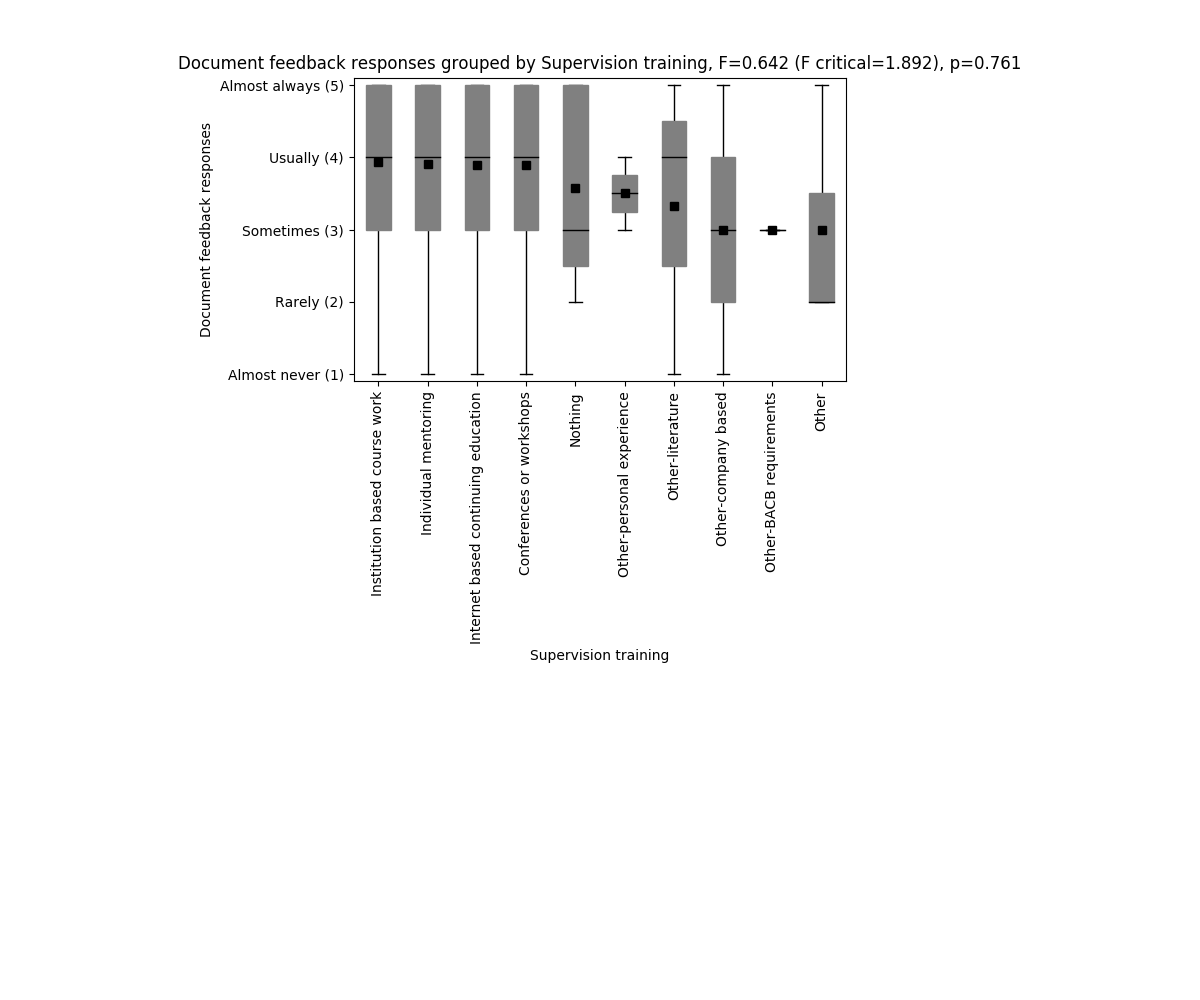 Document feedback responses grouped by Supervision training, F=0.642 (F critical=1.892), p=0.761
Document feedback responses
Almost always (5)
Usually (4)
Sometimes (3)
Rarely (2)
Almost never (1)
Institution based course work
Individual mentoring
Internet based continuing education
Conferences or workshops
Nothing
Other-personal experience
Other-literature
Other-company based
Other-BACB requirements
Other
Supervision training